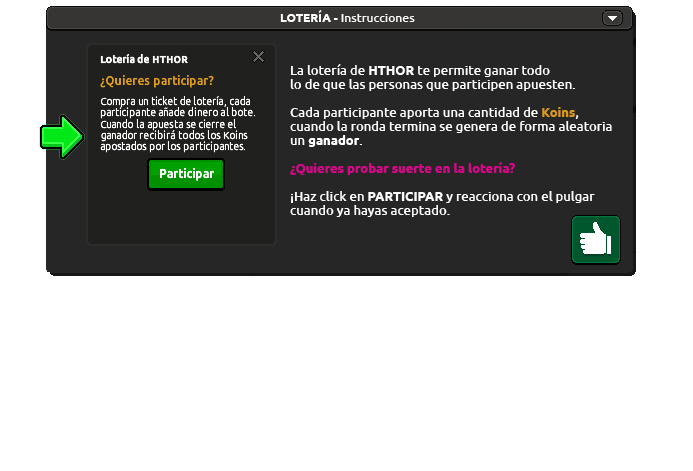 LOTERÍA - Instrucciones
Lotería de HTHOR
¿Quieres participar?
Compra un ticket de lotería, cada
participante añade dinero al bote.
Cuando la apuesta se cierre el
ganador recibirá todos los Koins
apostados por los participantes.
Participar
La lotería de HTHOR te permite ganar todo
lo de que las personas que participen apuesten.
Cada participante aporta una cantidad de Koins,
cuando la ronda termina se genera de forma aleatoria
un ganador.
¿Quieres probar suerte en la lotería?
¡Haz click en PARTICIPAR y reacciona con el pulgar
cuando ya hayas aceptado.